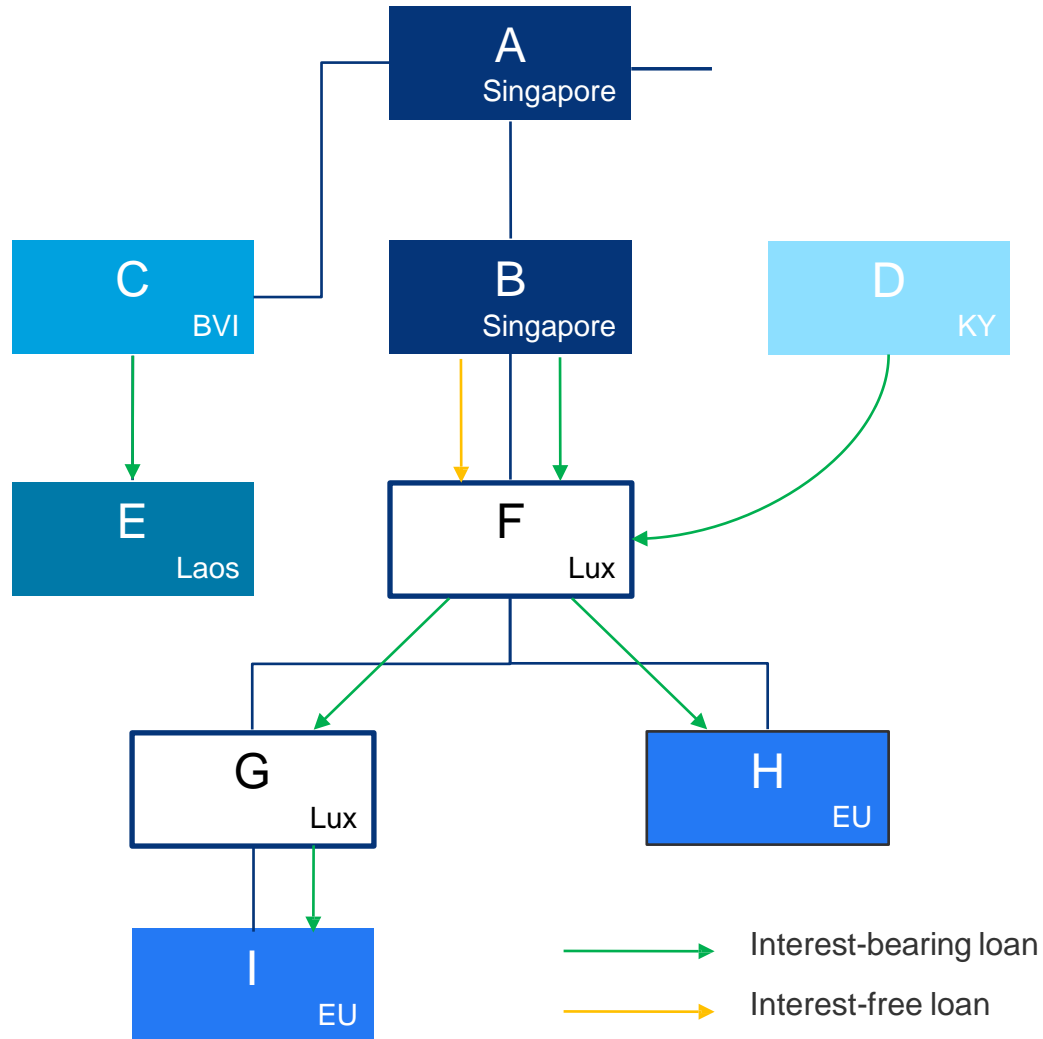 A
Singapore
C
BVI
B
Singapore
D
KY
E
Laos
F
Lux
G
Lux
H
EU
I
EU
Interest-bearing loan
Interest-free loan